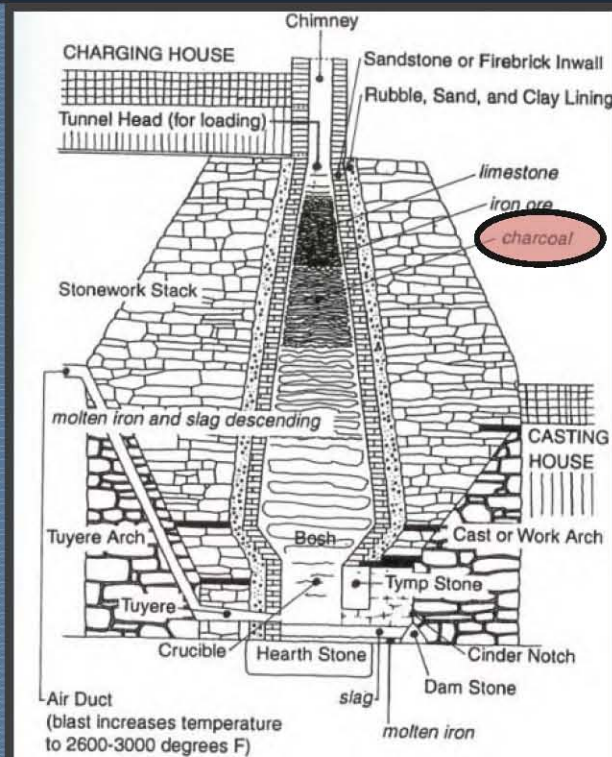 Chimney
CHARGING HOUSE
Sandstone or Firebrick Inwall
Rubble, Sand, and Clay Lining
Tunnel Head (for loading)
limestone
iron ore
charcoal
Stonework Stack
molten iron and slag descending
CASTING
HOUSE
Tuyere Arch
Bosh
Cast or Work Arch
Tymp Stone
Tuyere
Crucible
Hearth Stone
Cinder Notch
Dam Stone
slag
molten iron
Air Duct
(blast increases temperature
to 2600-3000 degrees F)